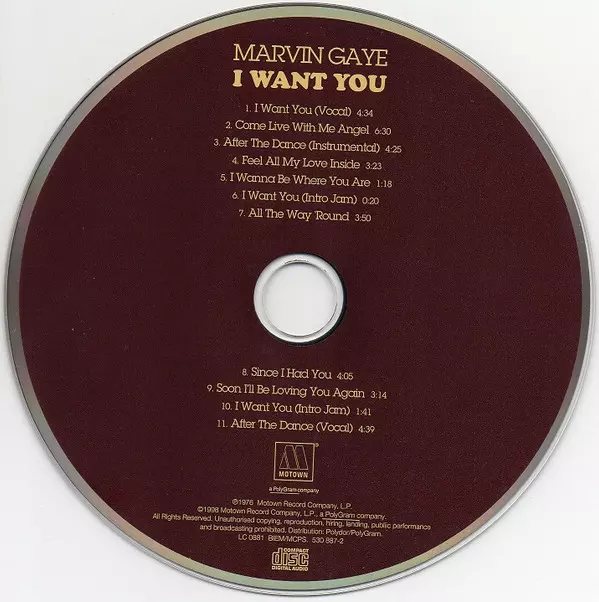 MARVIN GAYE
I WANT YOU
1. I Want You (Vocal) 4:34
2. Come Live With Me Angel 6:30
3. After The Dance (Instrumental) 4:25
4. Feel All My Love Inside 3:23
5. I Wanna Be Where You Are 1:18
6. I Want You (Intro Jam) 0:20
7. All The Way 'Round 3:50
8. Since I Had You 4:05
9. Soon I'll Be Loving You Again 3:14
10. I Want You (Intro Jam) 1:41
11. After The Dance (Vocal) 4:39
M
MOTOWN
®
a PolyGram company
℗1976 Motown Record Company, L.P.
©1998 Motown Record Company, L.P., a PolyGram company.
All Rights Reserved. Unauthorised copying, reproduction, hiring, lending, public performance
and broadcasting prohibited. Distribution: Polydor/PolyGram.
LC 0881 BIEM/MCPS. 530 887-2
COMPACT
disc
DIGITAL AUDIO